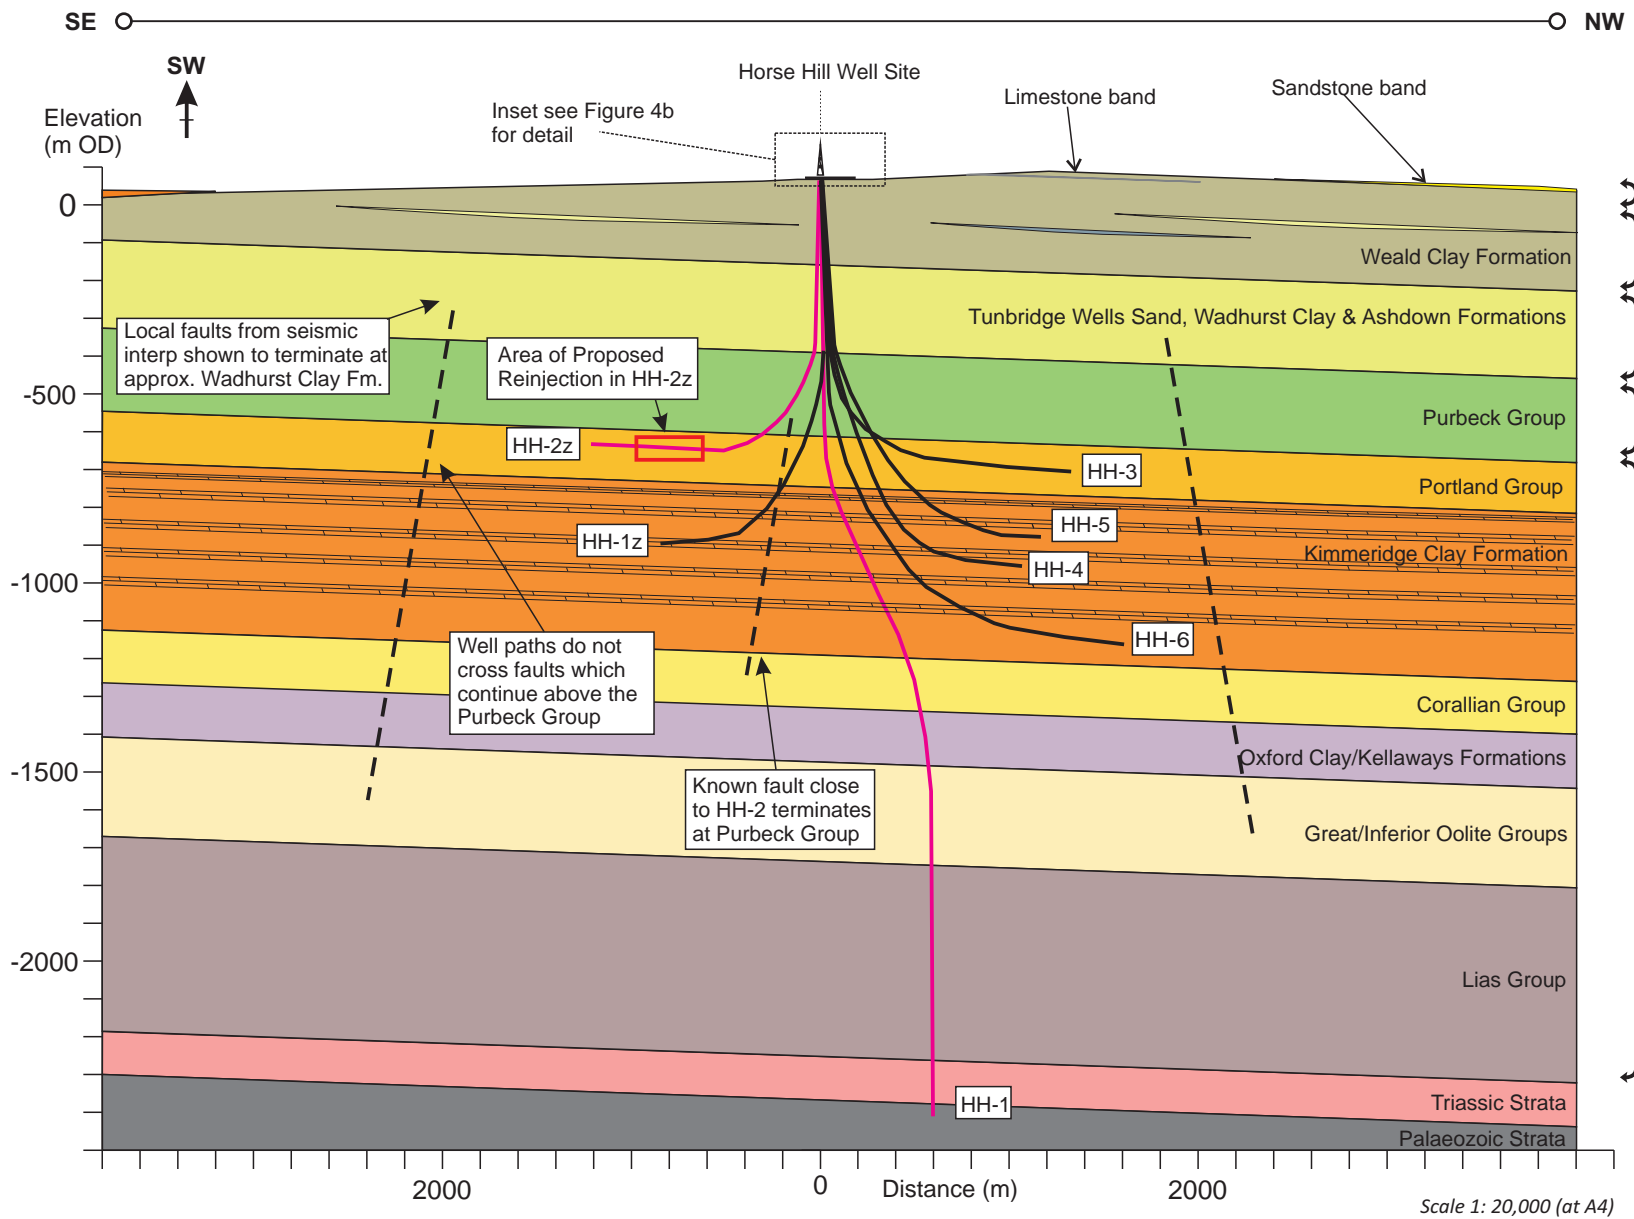 SE
NW
SW
Elevation
(m OD)
Horse Hill Well Site
Inset see Figure 4b
for detail
Limestone band
Sandstone band
0
-500
-1000
-1500
-2000
Weald Clay Formation
Tunbridge Wells Sand, Wadhurst Clay & Ashdown Formations
Local faults from seismic
interp shown to terminate at
approx. Wadhurst Clay Fm.
Area of Proposed
Reinjection in HH-2z
Purbeck Group
HH-2z
HH-3
Portland Group
HH-5
HH-1z
Kimmeridge Clay Formation
HH-4
HH-6
Well paths do not
cross faults which
continue above the
Purbeck Group
Corallian Group
Oxford Clay/Kellaways Formations
Known fault close
to HH-2 terminates
at Purbeck Group
Great/Inferior Oolite Groups
Lias Group
HH-1
Triassic Strata
Palaeozoic Strata
2000
0
Distance (m)
2000
Scale 1: 20,000 (at A4)